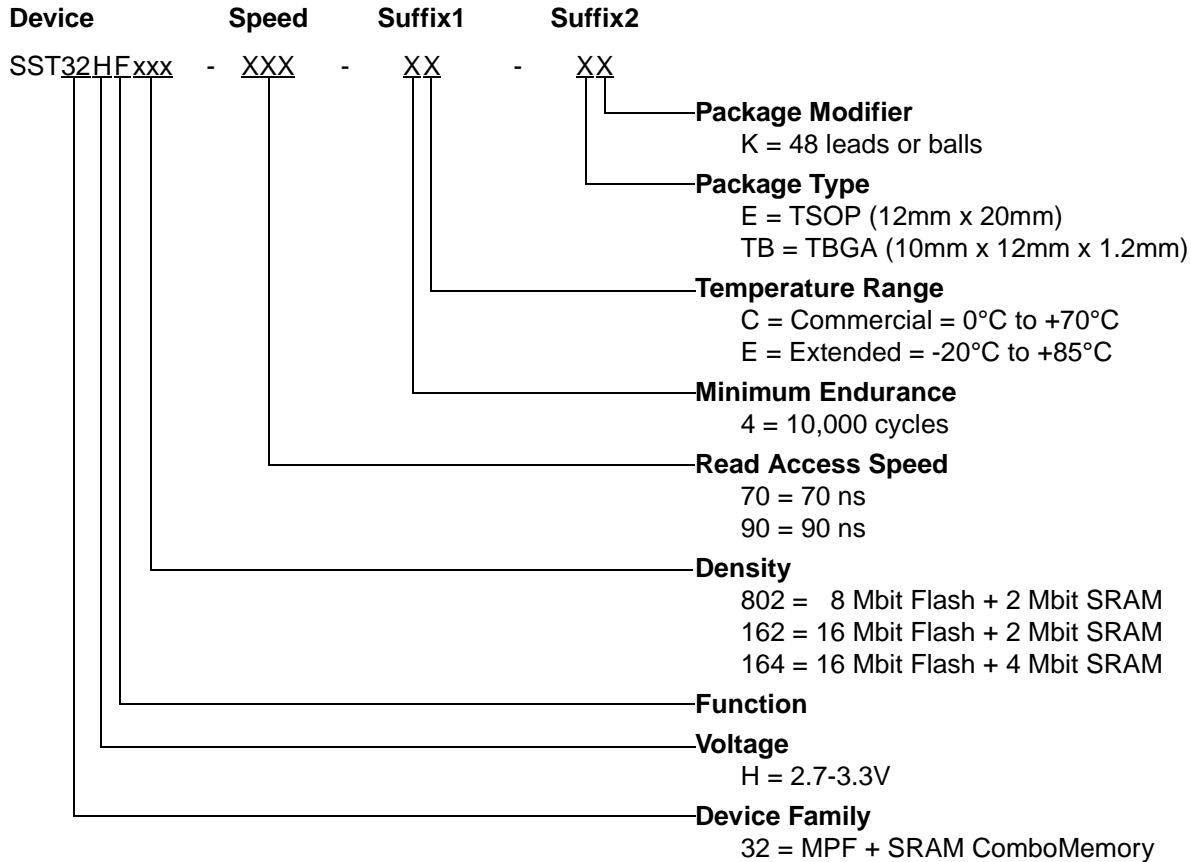 Device Speed Suffix1 Suffix2
SST32HFxxx - XXX - XX - XX
Package Modifier
K = 48 leads or balls
Package Type
E = TSOP (12mm x 20mm)
TB = TBGA (10mm x 12mm x 1.2mm)
Temperature Range
C = Commercial = 0°C to +70°C
E = Extended = -20°C to +85°C
Minimum Endurance
4 = 10,000 cycles
Read Access Speed
70 = 70 ns
90 = 90 ns
Density
802 = 8 Mbit Flash + 2 Mbit SRAM
162 = 16 Mbit Flash + 2 Mbit SRAM
164 = 16 Mbit Flash + 4 Mbit SRAM
Function
Voltage
H = 2.7-3.3V
Device Family
32 = MPF + SRAM ComboMemory